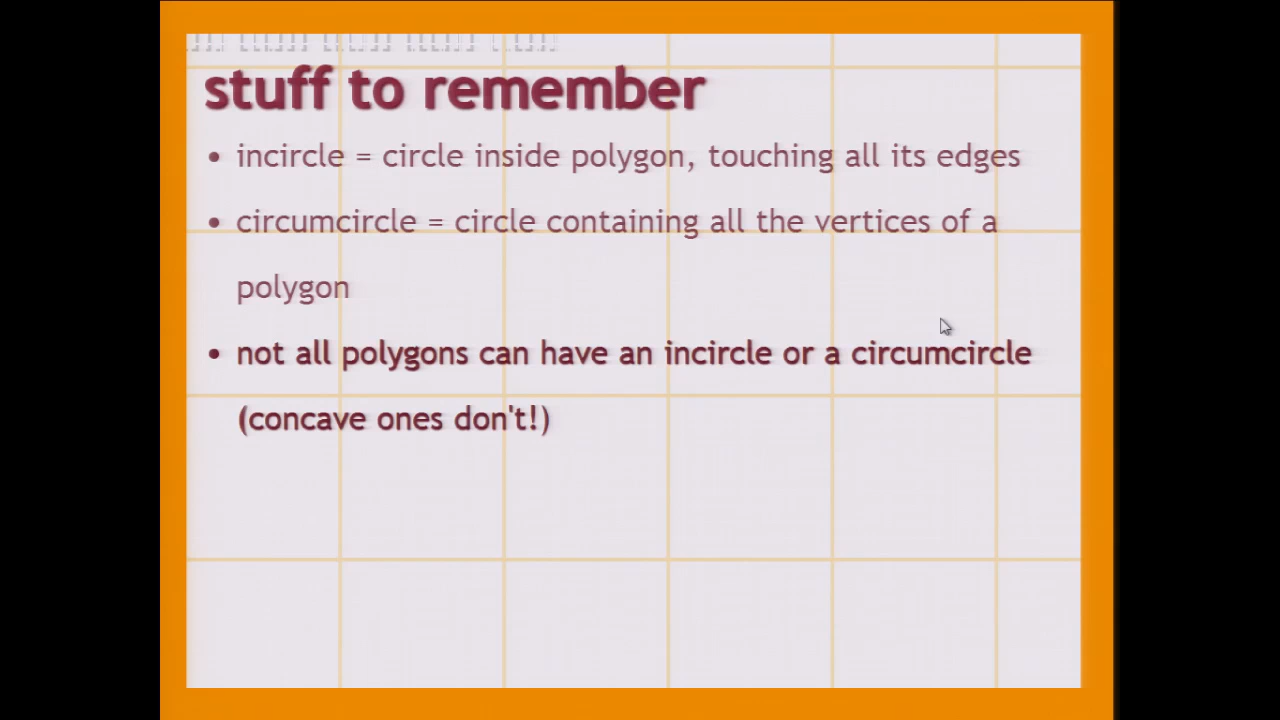 stuff to remember
• incircle = circle inside polygon, touching all its edges
• circumcircle = circle containing all the vertices of a
polygon
• not all polygons can have an incircle or a circumcircle
(concave ones don't!)